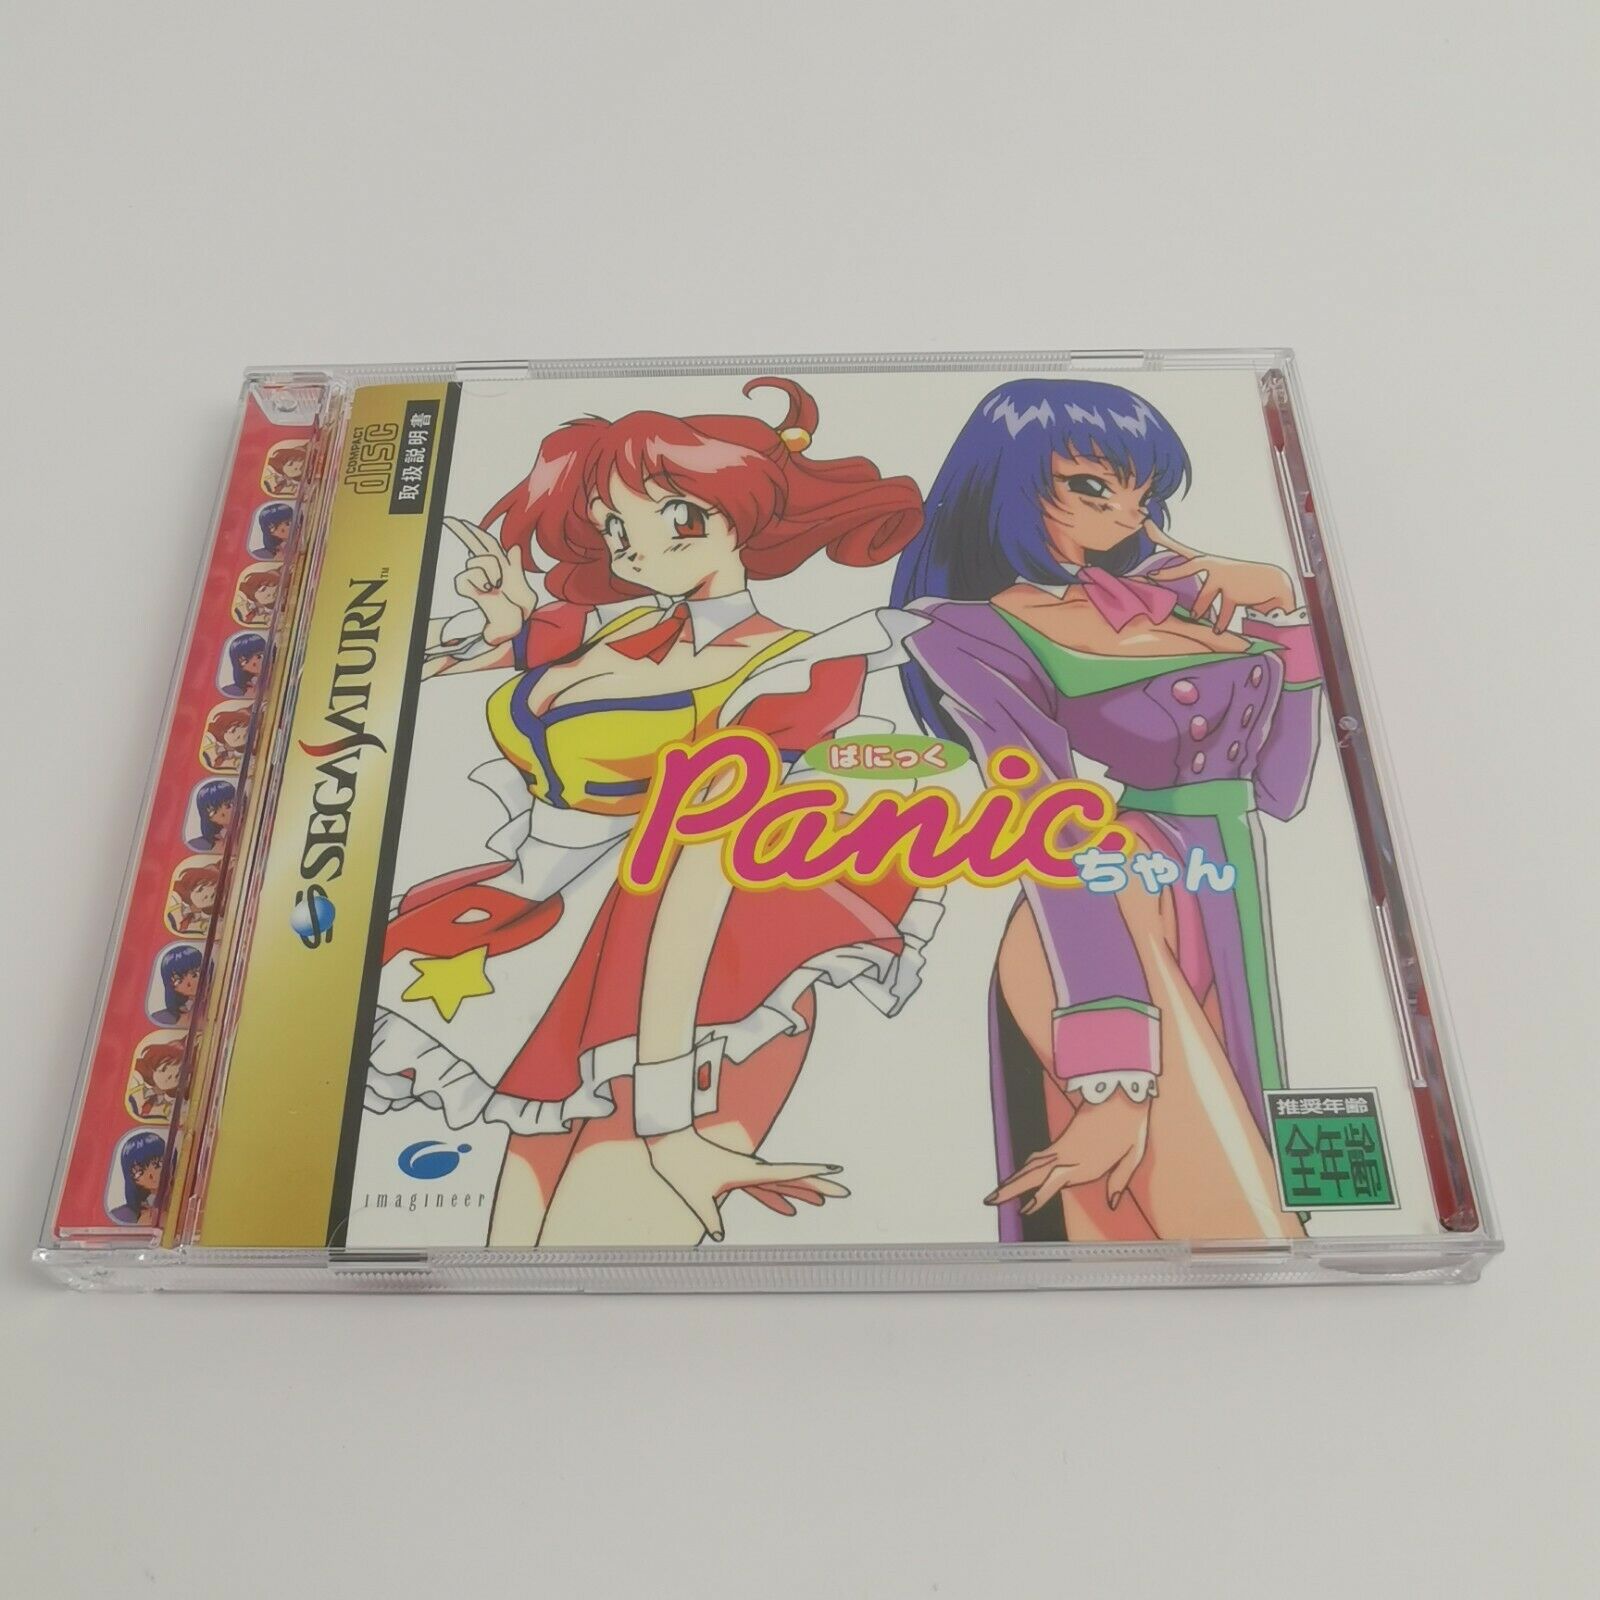 COMPACT
disc
取扱説明書
SEGA SATURN™
ぱにっく
Panic
ちゃん
imagineer
推奨年齢
全年齢